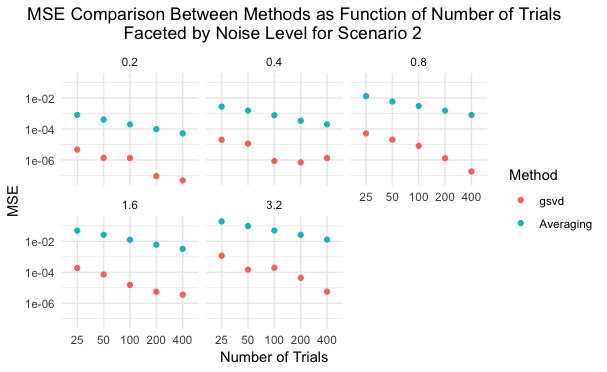 MSE Comparison Between Methods as Function of Number of Trials
Faceted by Noise Level for Scenario 2
0.2 0.4 0.8
1e-02
1e-04
1e-06
25 50 100 200 400
1.6 3.2
1e-02
1e-04
1e-06
25 50 100 200 400 25 50 100 200 400
MSE
Number of Trials
Method
gsvd
Averaging